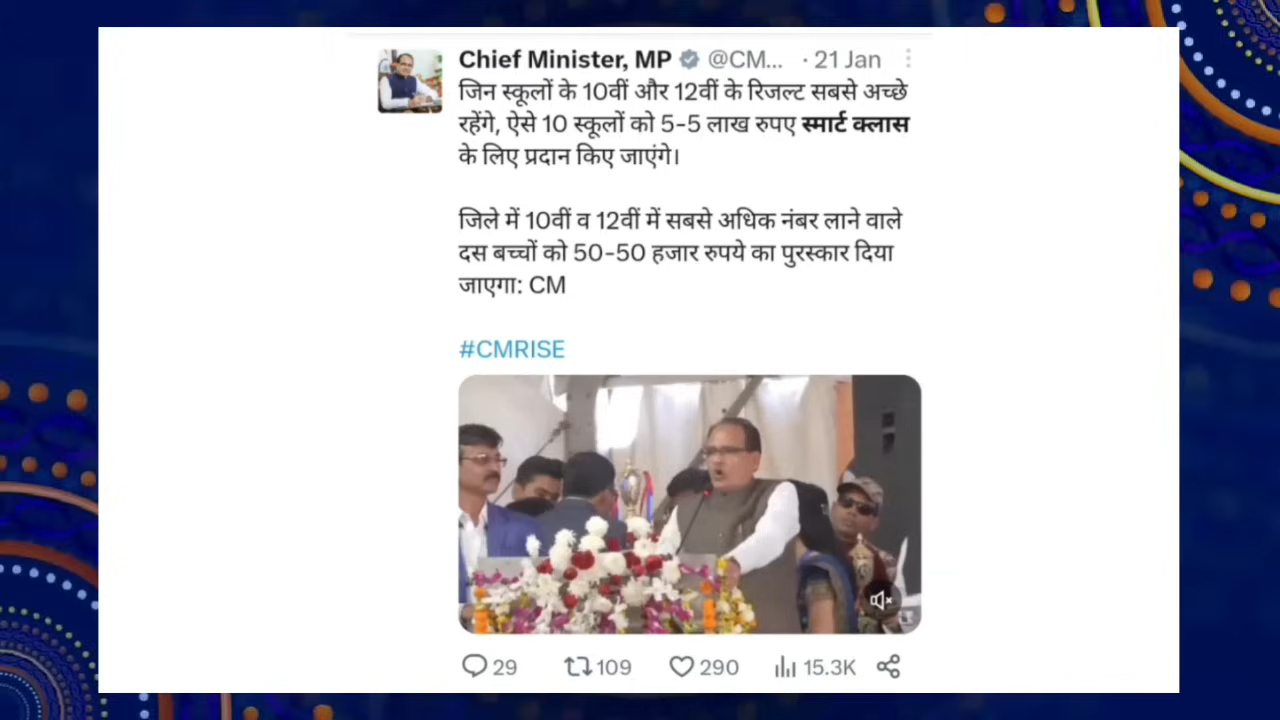 Chief Minister, MP @CM... · 21 Jan
जिन स्कूलों के 10वीं और 12वीं के रिजल्ट सबसे अच्छे
रहेंगे, ऐसे 10 स्कूलों को 5-5 लाख रुपए स्मार्ट क्लास
के लिए प्रदान किए जाएंगे।
जिले में 10वीं व 12वीं में सबसे अधिक नंबर लाने वाले
दस बच्चों को 50-50 हजार रुपये का पुरस्कार दिया
जाएगा: CM
#CMRISE
29 109 290 15.3K